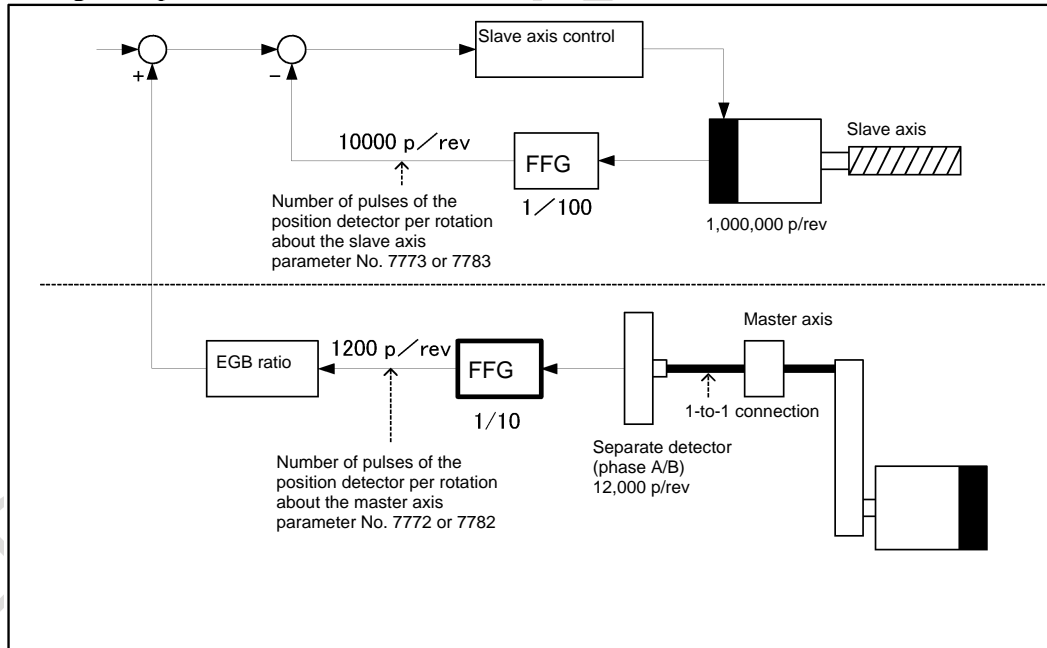 Slave axis control
+
−
10000 p／rev
FFG
1／100
Slave axis
1,000,000 p/rev
Number of pulses of the
position detector per rotation
about the slave axis
parameter No. 7773 or 7783
Master axis
EGB ratio
1200 p／rev
FFG
1/10
1-to-1 connection
Separate detector
(phase A/B)
12,000 p/rev
Number of pulses of the
position detector per rotation
about the master axis
parameter No. 7772 or 7782